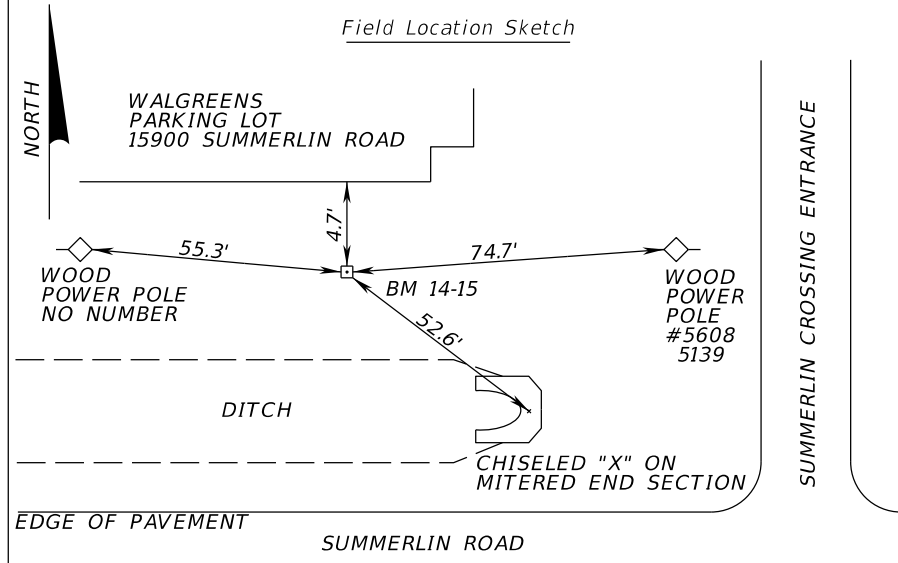 Field Location Sketch
NORTH
WALGREENS
PARKING LOT
15900 SUMMERLIN ROAD
4.7'
55.3'
74.7'
WOOD
POWER POLE
NO NUMBER
BM 14-15
WOOD
POWER
POLE
#5608
5139
52.6'
DITCH
CHISELED "X" ON
MITERED END SECTION
SUMMERLIN CROSSING ENTRANCE
EDGE OF PAVEMENT
SUMMERLIN ROAD